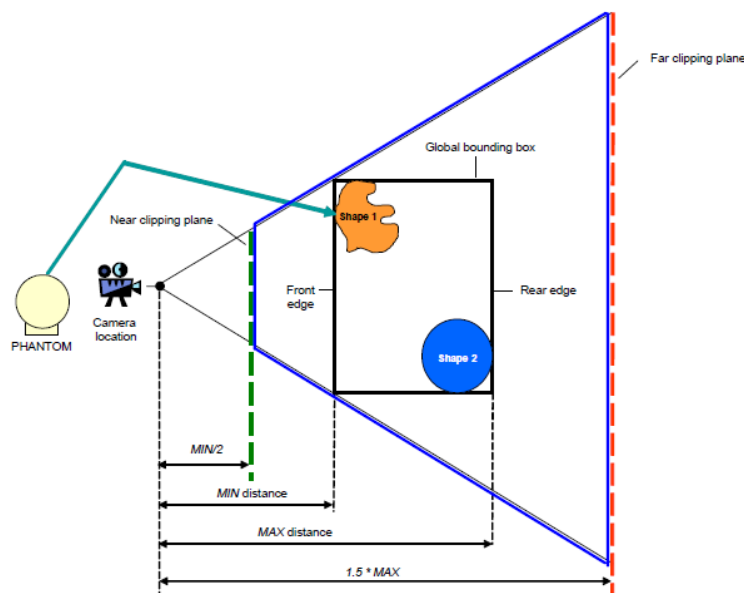 Far clipping plane
Global bounding box
Near clipping plane
Shape 1
Front
edge
Rear edge
Camera
location
PHANTOM
Shape 2
MIN/2
MIN distance
MAX distance
1.5 * MAX